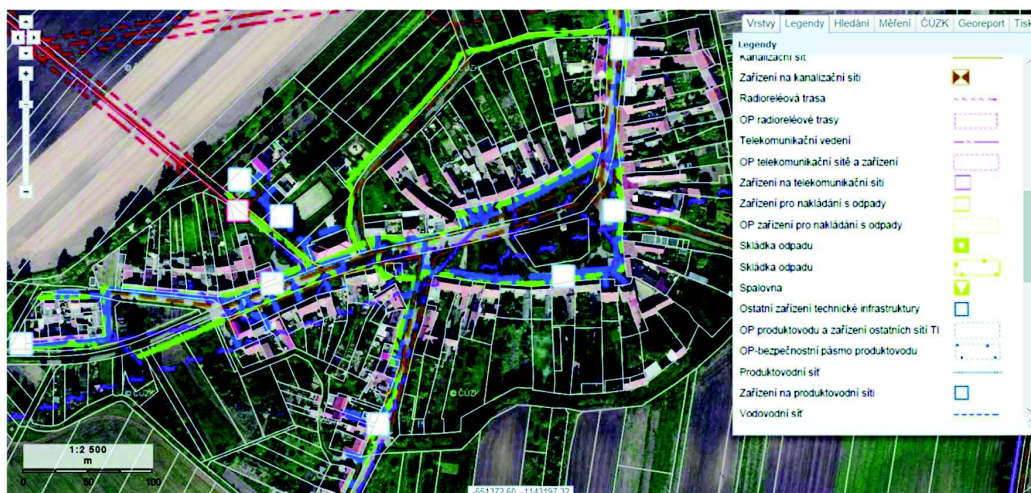 Vrstvy Legendy Hledání Měření ČÚZK Georeport Tisk
Legendy
Kanalizační síť
Zařízení na kanalizační síti
Radioreléová trasa
OP radioreléové trasy
Telekomunikační vedení
OP telekomunikační sítě a zařízení
Zařízení na telekomunikační síti
Zařízení pro nakládání s odpady
OP zařízení pro nakládání s odpady
Skládka odpadu
Skládka odpadu
Spalovna
Ostatní zařízení technické infrastruktury
OP produktovodu a zařízení ostatních sítí TI
OP-bezpečnostní pásmo produktovodu
Produktovodní síť
Zařízení na produktovodní síti
Vodovodní síť
© ČÚZK
© ČÚZK
© ČÚZK
© ČÚZK
1:2 500
m
0 50 100
-551372.60, -1143197.32